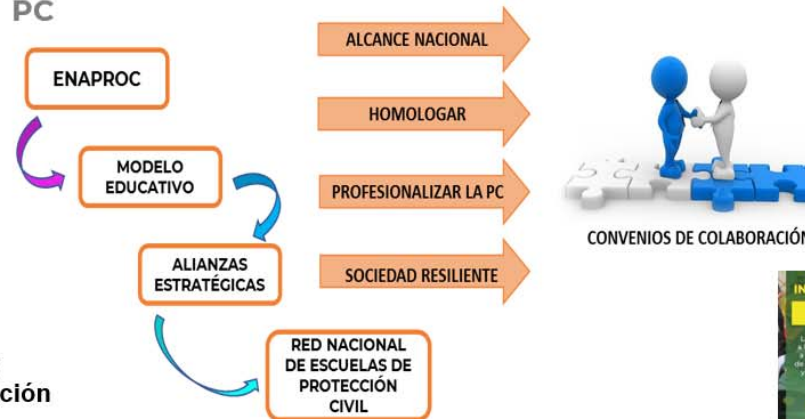 PC
ENAPROC
MODELO
EDUCATIVO
ALIANZAS
ESTRATÉGICAS
RED NACIONAL
DE ESCUELAS DE
PROTECCIÓN
CIVIL
ción
ALCANCE NACIONAL
HOMOLOGAR
PROFESIONALIZAR LA PC
SOCIEDAD RESILIENTE
CONVENIOS DE COLABORACIÓN
IN